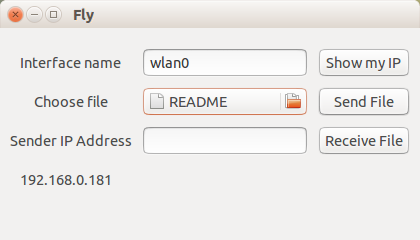 Fly
Interface name wlan0 Show my IP
Choose file README Send File
Sender IP Address Receive File
192.168.0.181